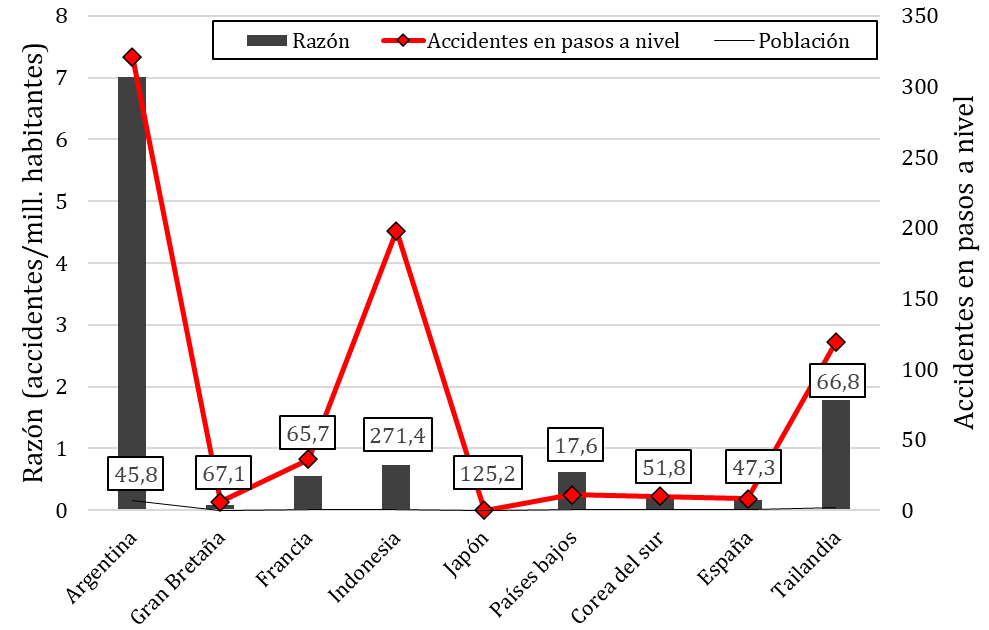 Razón Accidentes en pasos a nivel Población
Razón (accidentes/mill. habitantes)
8
7
6
5
4
3
2
1
0
350
300
250
200
150
100
50
0
Accidentes en pasos a nivel
45,8
67,1
65,7
271,4
125,2
17,6
51,8
47,3
66,8
Argentina
Gran Bretaña
Francia
Indonesia
Japón
Países bajos
Corea del sur
España
Tailandia